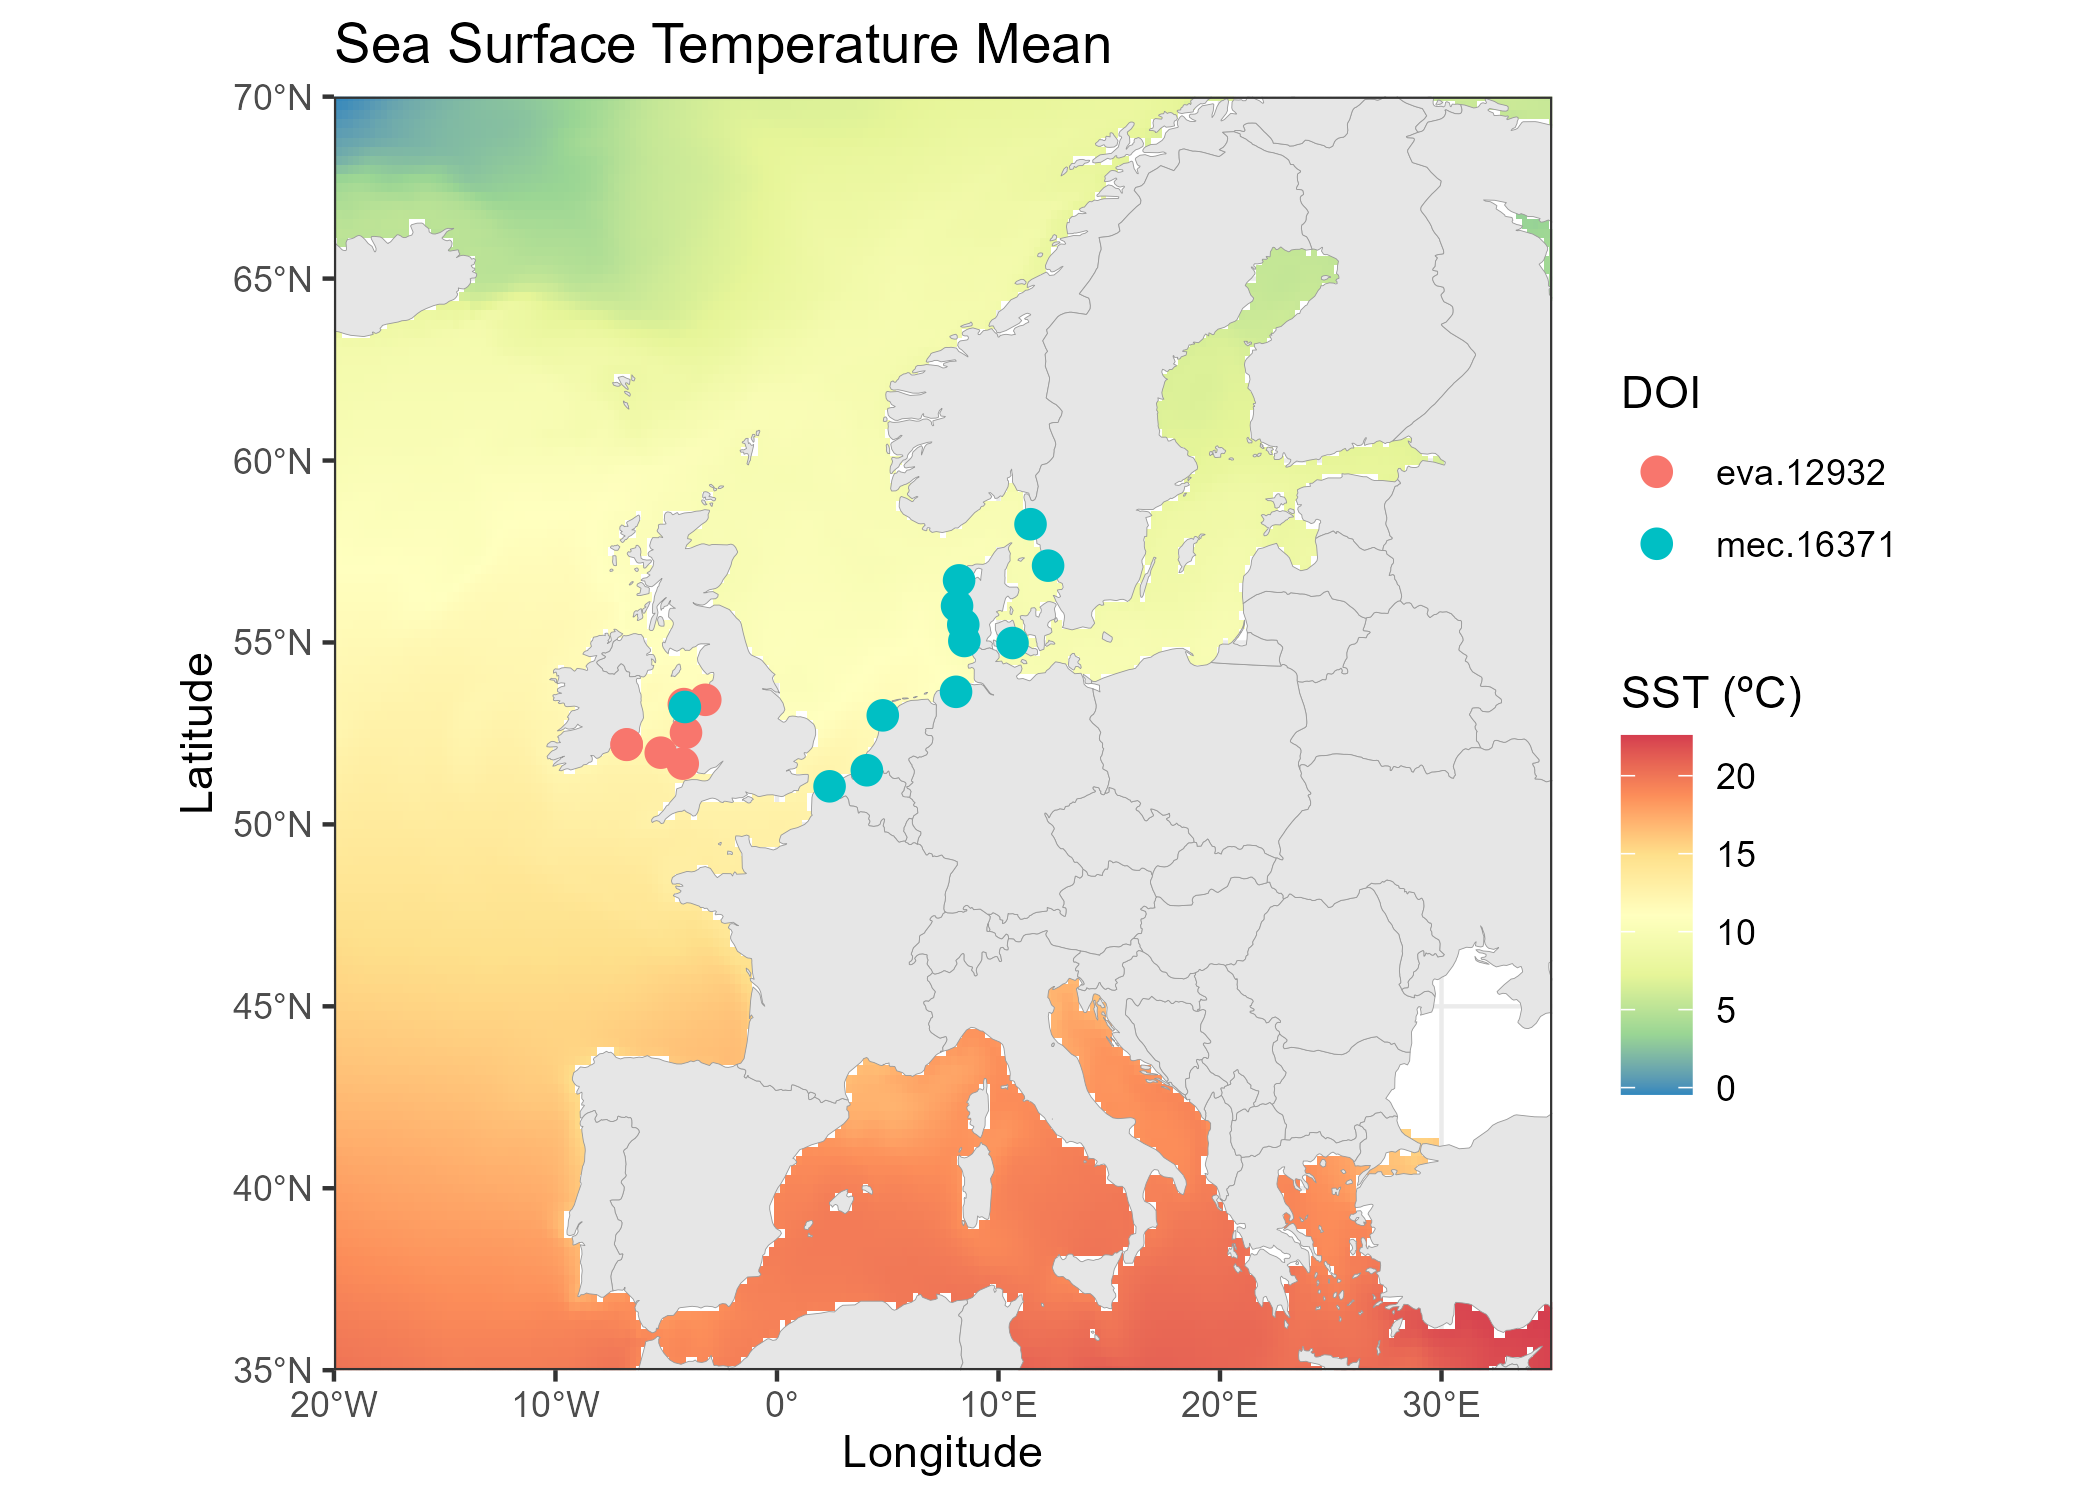 Sea Surface Temperature Mean
70°N
65°N
60°N
55°N
50°N
45°N
40°N
35°N
Latitude
20°W
10°W
0°
10°E
20°E
30°E
Longitude
DOI
eva.12932
mec.16371
SST (ºC)
20
15
10
5
0